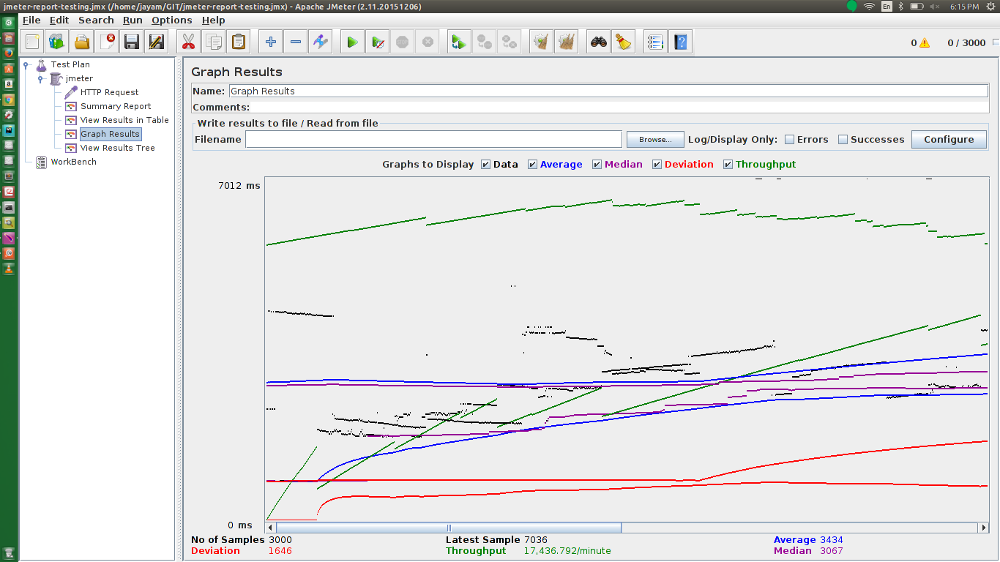 jmeter-report-testing.jmx (/home/jayam/GIT/jmeter-report-testing.jmx) - Apache JMeter (2.11.20151206) En 6:15 PM
File Edit Search Run Options Help
0 0 / 3000
Test Plan
jmeter
HTTP Request
Summary Report
View Results in Table
Graph Results
View Results Tree
WorkBench
Graph Results
Name: Graph Results
Comments:
Write results to file / Read from file
Filename Browse... Log/Display Only: Errors Successes Configure
Graphs to Display Data Average Median Deviation Throughput
7012 ms
0 ms
No of Samples 3000 Latest Sample 7036 Average 3434
Deviation 1646 Throughput 17,436.792/minute Median 3067